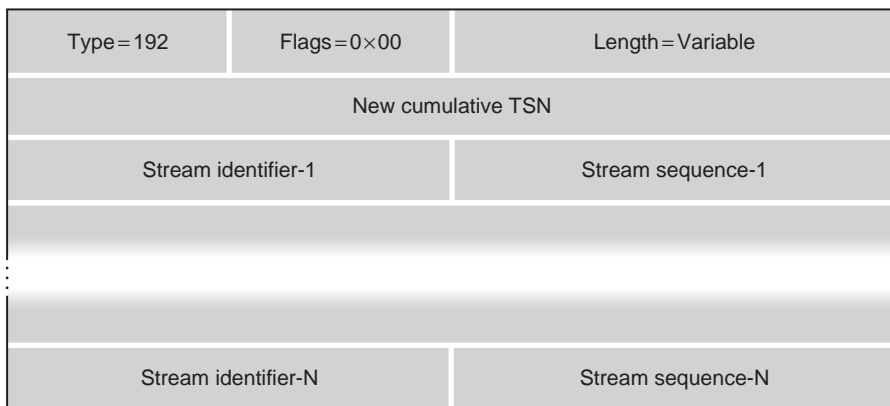 Type=192 Flags=0×00 Length=Variable
New cumulative TSN
Stream identifier-1 Stream sequence-1
Stream identifier-N Stream sequence-N